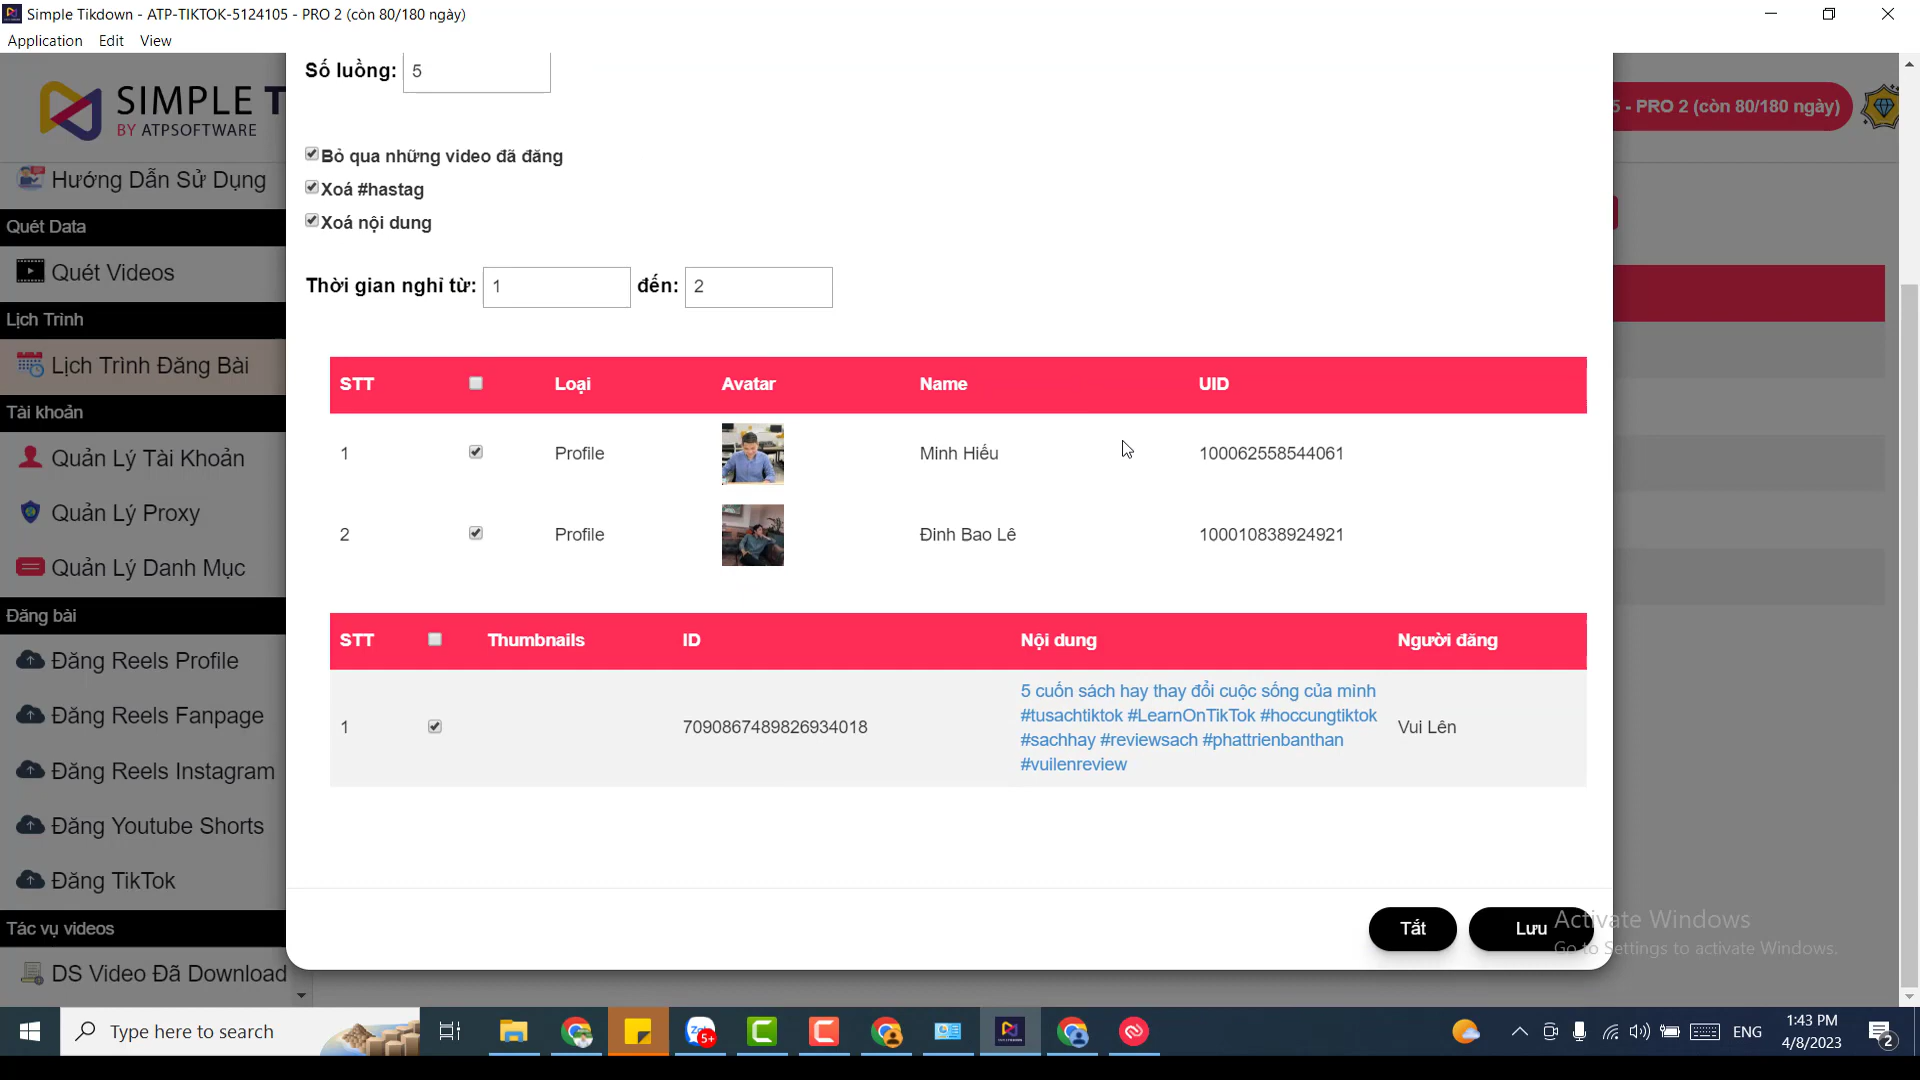 Simple Tikdown - ATP-TIKTOK-5124105 - PRO 2 (còn 80/180 ngày)
Application Edit View
SIMPLE T
BY ATPSOFTWARE
5 - PRO 2 (còn 80/180 ngày)
Hướng Dẫn Sử Dụng
Quét Data
Quét Videos
Lịch Trình
Lịch Trình Đăng Bài
Tài khoản
Quản Lý Tài Khoản
Quản Lý Proxy
Quản Lý Danh Mục
Đăng bài
Đăng Reels Profile
Đăng Reels Fanpage
Đăng Reels Instagram
Đăng Youtube Shorts
Đăng TikTok
Tác vụ videos
DS Video Đã Download
Số luồng: 5
Bỏ qua những video đã đăng
Xoá #hastag
Xoá nội dung
Thời gian nghỉ từ: 1 đến: 2
STT Loại Avatar Name UID
1 Profile Minh Hiếu 100062558544061
2 Profile Đinh Bao Lê 100010838924921
STT Thumbnails ID Nội dung Người đăng
1 7090867489826934018 5 cuốn sách hay thay đổi cuộc sống của mình Vui Lên
#tusachtiktok #LearnOnTikTok #hoccungtiktok
#sachhay #reviewsach #phattrienbanthan
#vuilenreview
Tắt Lưu
Activate Windows
Go to Settings to activate Windows.
Type here to search
Zalo
5+
ENG
1:43 PM
4/8/2023
2